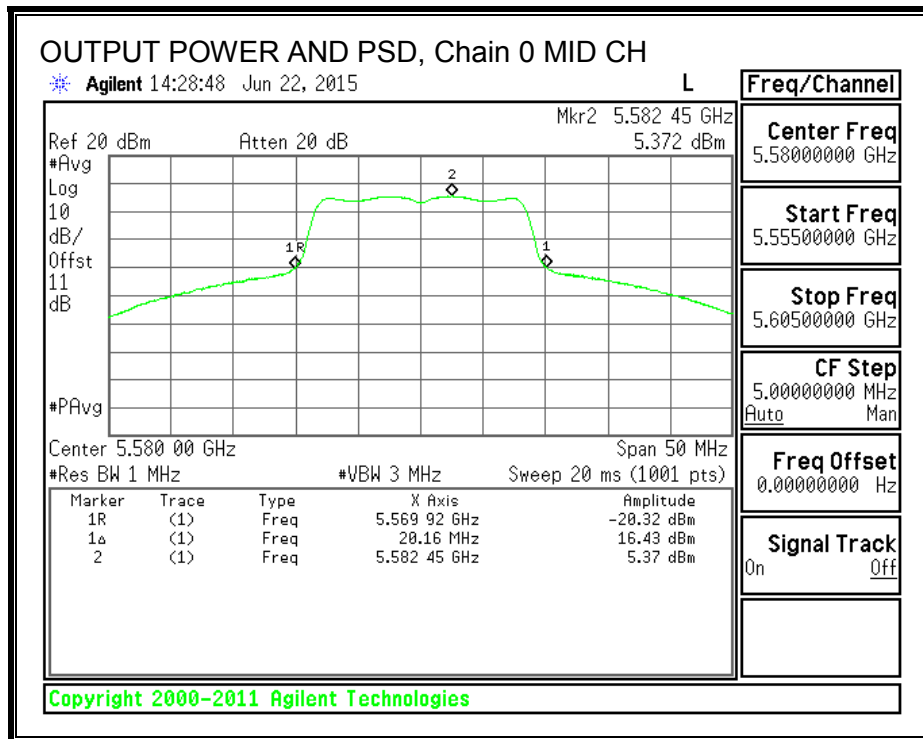 OUTPUT POWER AND PSD, Chain 0 MID CH
Agilent 14:28:48 Jun 22, 2015 L
Mkr2 5.582 45 GHz
Ref 20 dBm Atten 20 dB 5.372 dBm
#Avg
Log
10
dB/
Offst
11
dB
#PAvg
1R
2
1
Center 5.580 00 GHz Span 50 MHz
#Res BW 1 MHz #VBW 3 MHz Sweep 20 ms (1001 pts)
Marker Trace Type X Axis Amplitude
1R (1) Freq 5.569 92 GHz -20.32 dBm
1Δ (1) Freq 20.16 MHz 16.43 dBm
2 (1) Freq 5.582 45 GHz 5.37 dBm
Freq/Channel
Center Freq
5.58000000 GHz
Start Freq
5.55500000 GHz
Stop Freq
5.60500000 GHz
CF Step
5.00000000 MHz
Auto Man
Freq Offset
0.00000000 Hz
Signal Track
On Off
Copyright 2000-2011 Agilent Technologies